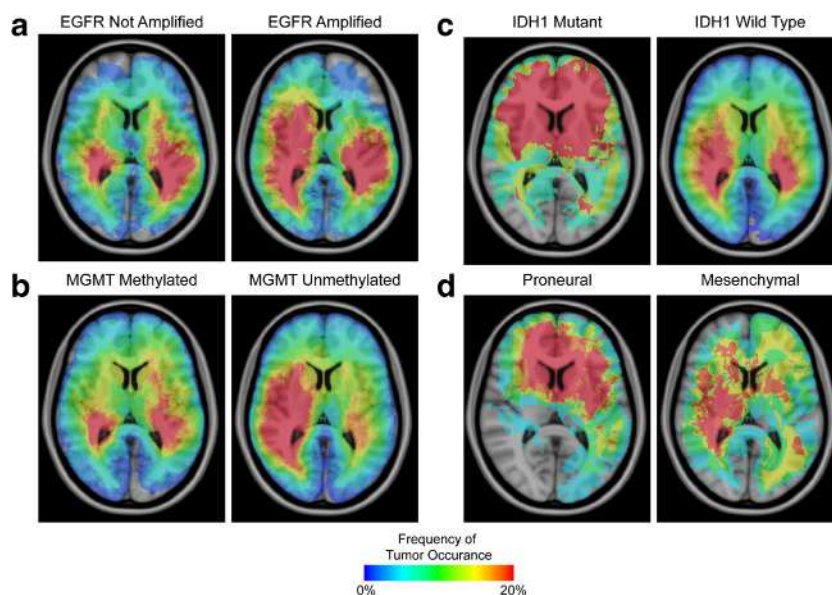 a
EGFR Not Amplified
EGFR Amplified
c
IDH1 Mutant
IDH1 Wild Type
b
MGMT Methylated
MGMT Unmethylated
d
Proneural
Mesenchymal
Frequency of
Tumor Occurance
0%
20%